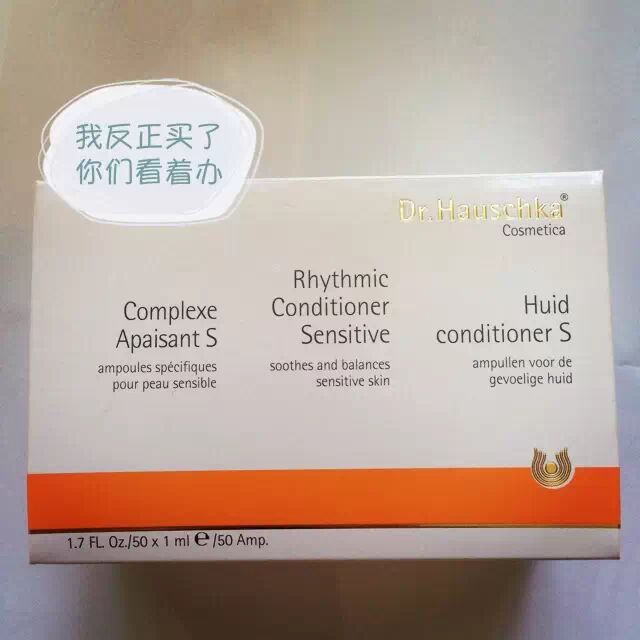 我反正买了
你们看着办
Dr.Hauschka®
Cosmetica
Complexe
Apaisant S
ampoules spécifiques
pour peau sensible
Rhythmic
Conditioner
Sensitive
soothes and balances
sensitive skin
Huid
conditioner S
ampullen voor de
gevoelige huid
1.7 FL. Oz./50 x 1 ml ℮ /50 Amp.